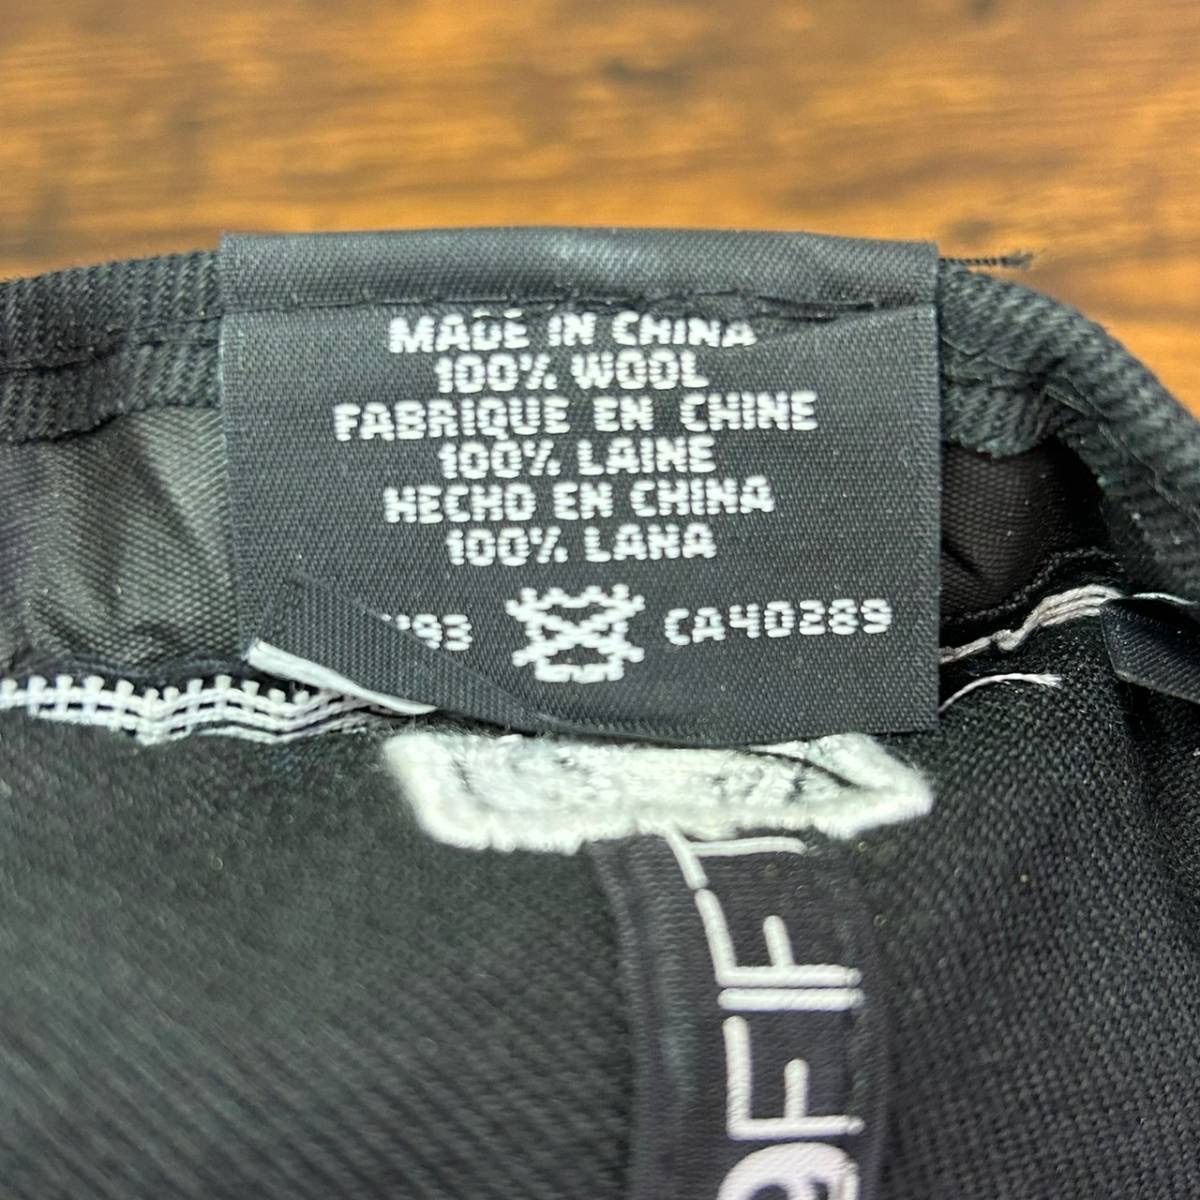 MADE IN CHINA
100% WOOL
FABRIQUE EN CHINE
100% LAINE
HECHO EN CHINA
100% LANA
CA40289